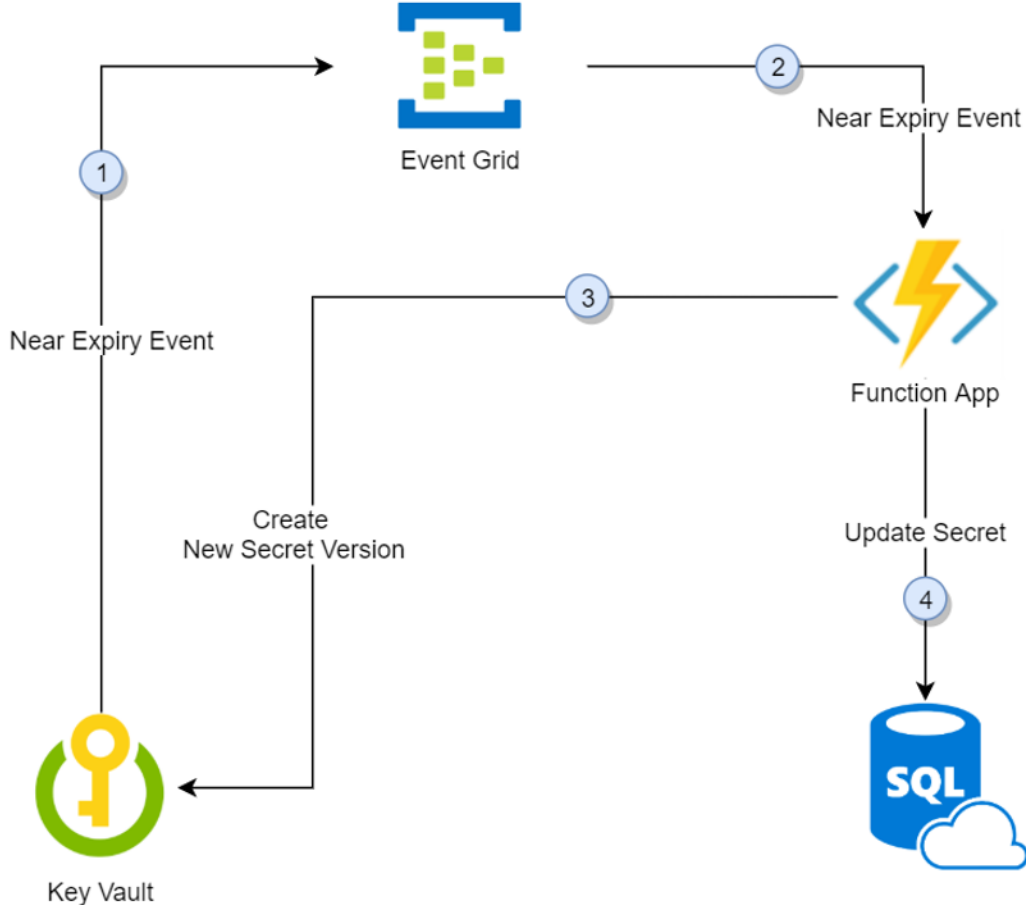 2
Near Expiry Event
Event Grid
1
3
Near Expiry Event
Function App
Create
New Secret Version
Update Secret
4
SQL
Key Vault